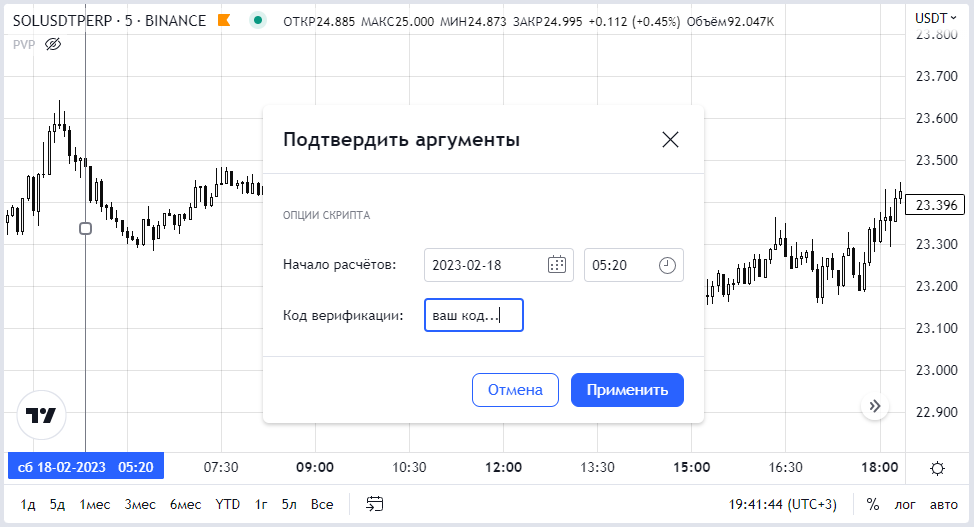 SOLUSDTPERP · 5 · BINANCE ОТКР24.885 МАКС25.000 МИН24.873 ЗАКР24.995 +0.112 (+0.45%) Объём92.047K USDT
PVP
23.800
23.700
23.600
23.500
23.396
23.300
23.200
23.100
23.000
22.900
Подтвердить аргументы
ОПЦИИ СКРИПТА
Начало расчётов: 2023-02-18 05:20
Код верификации: ваш код...
Отмена Применить
сб 18-02-2023 05:20 07:30 09:00 10:30 12:00 13:30 15:00 16:30 18:00
1д 5д 1мес 3мес 6мес YTD 1г 5л Все 19:41:44 (UTC+3) % лог авто